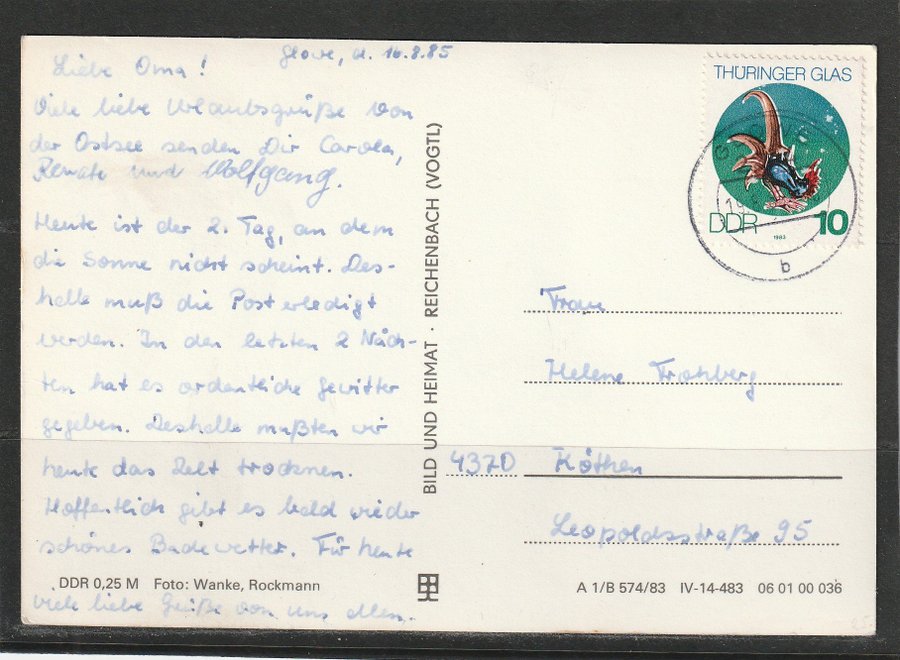 Glowe, d. 16.8.85
Liebe Oma!
Viele liebe Urlaubsgrüße von
der Ostsee senden Dir Carola,
Renate und Wolfgang.
Heute ist der 2. Tag, an dem
die Sonne nicht scheint. Des-
halb muß die Post erledigt
werden. In den letzten 2 Näch-
ten hat es ordentliche Gewitter
gegeben. Deshalb mußten wir
heute das Zelt trocknen.
Hoffentlich gibt es bald wieder
schönes Badewetter. Für heute
viele liebe Grüße von uns allen.
DDR 0,25 M Foto: Wanke, Rockmann
BILD UND HEIMAT · REICHENBACH (VOGTL)
THÜRINGER GLAS
DDR 10
1983
b
Frau
Helene Frohberg
4370 Köthen
Leopoldsstraße 95
A 1/B 574/83 IV-14-483 06 01 00 036